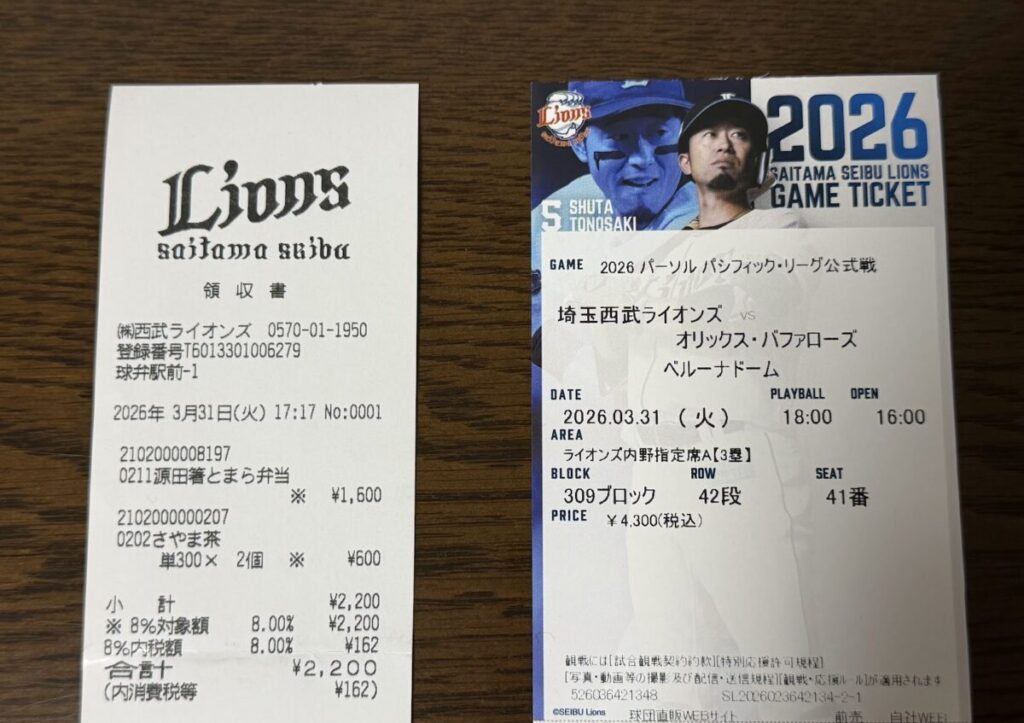 Lions
saitama seibu
領収書
㈱西武ライオンズ 0570-01-1950
登録番号T6013301006279
球弁駅前-1
2026年 3月31日(火) 17:17 No:0001
2102000008197
0211源田箸とまら弁当
※ ¥1,600
2102000000207
0202さやま茶
単300× 2個 ※ ¥600
小 計 ¥2,200
※ 8%対象額 8.00% ¥2,200
8%内税額 8.00% ¥162
合計 ¥2,200
(内消費税等 ¥162)
Lions
2026
SAITAMA SEIBU LIONS
GAME TICKET
5 SHUTA
TONOSAKI
GAME 2026 パーソル パシフィック・リーグ公式戦
埼玉西武ライオンズ VS
オリックス・バファローズ
ベルーナドーム
DATE PLAYBALL OPEN
2026.03.31 (火) 18:00 16:00
AREA
ライオンズ内野指定席A【3塁】
BLOCK ROW SEAT
309ブロック 42段 41番
PRICE ¥4,300(税込)
観戦には[試合観戦契約約款][特別応援許可規程]
[写真・動画等の撮影及び配信・送信規程][観戦・応援ルール]が適用されます
526036421348 SL2026023642134-2-1
©SEIBU Lions 球団直販WEBサイト 前売 自社WEB